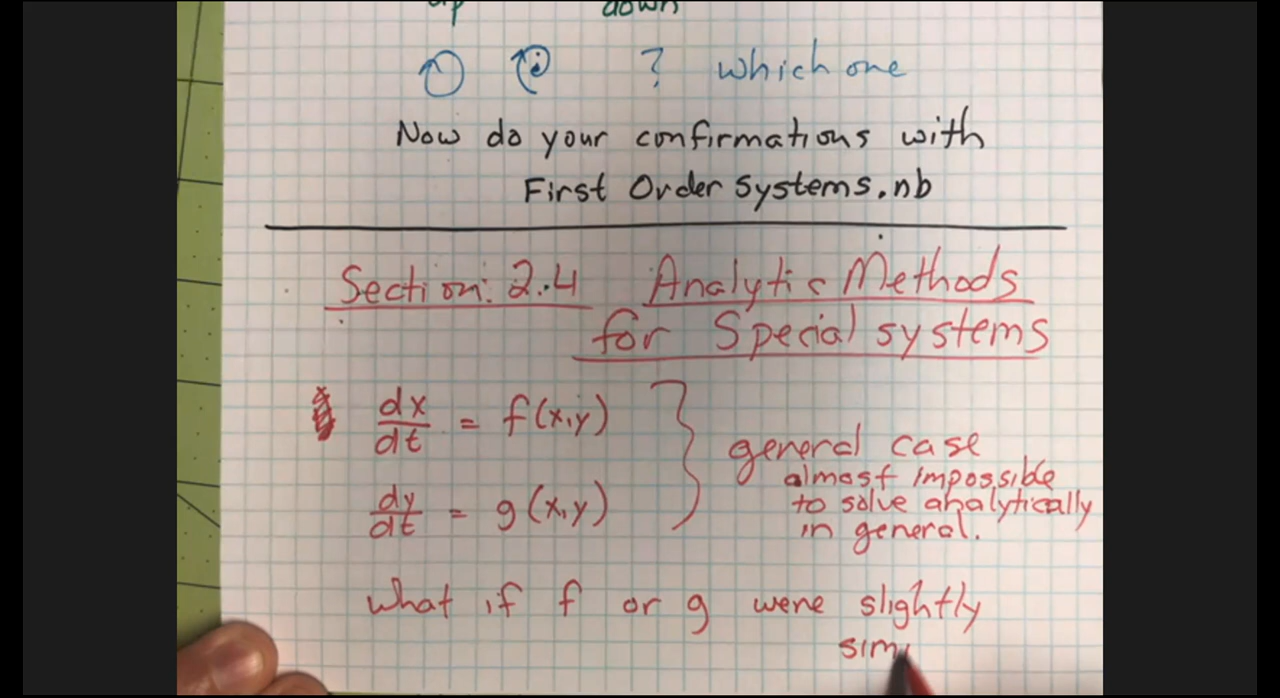 up down
? which one
Now do your confirmations with
First Order Systems.nb
Section: 2.4 Analytic Methods
for Special systems
dx/dt = f(x,y)
general case
almost impossible
to solve analytically
in general.
dy/dt = g(x,y)
What if f or g were slightly
sim